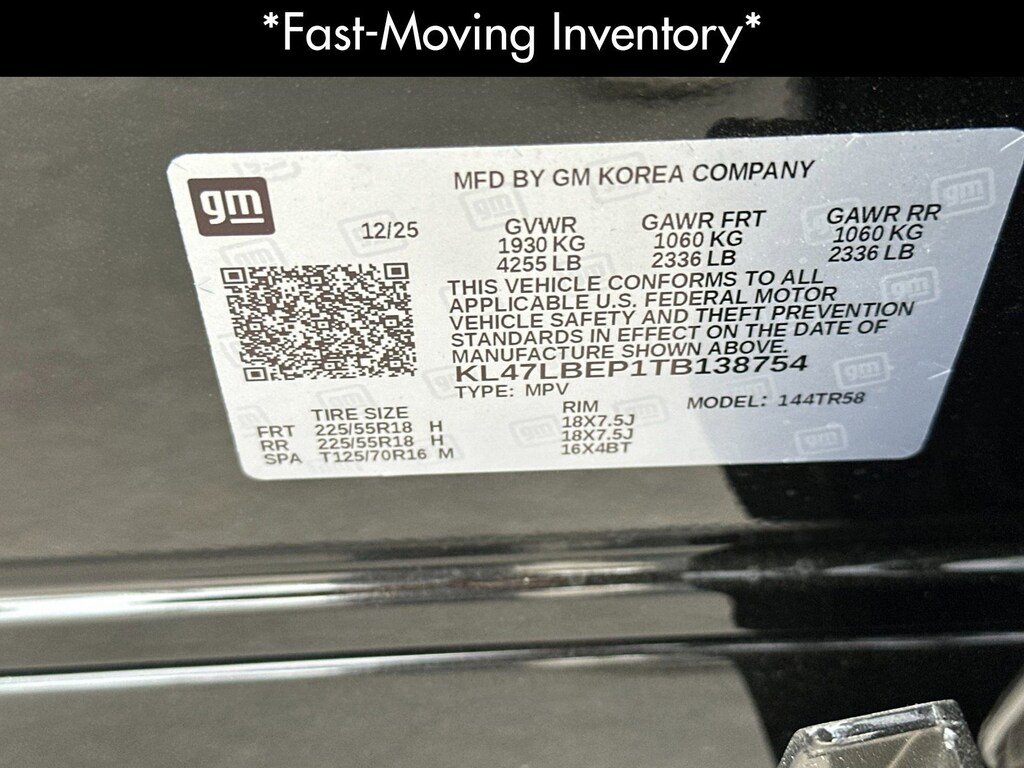 *Fast-Moving Inventory*
gm
MFD BY GM KOREA COMPANY
12/25
GVWR
1930 KG
4255 LB
GAWR FRT
1060 KG
2336 LB
GAWR RR
1060 KG
2336 LB
THIS VEHICLE CONFORMS TO ALL
APPLICABLE U.S. FEDERAL MOTOR
VEHICLE SAFETY AND THEFT PREVENTION
STANDARDS IN EFFECT ON THE DATE OF
MANUFACTURE SHOWN ABOVE.
KL47LBEP1TB138754
TYPE: MPV
MODEL: 144TR58
TIRE SIZE
RIM
FRT 225/55R18 H 18X7.5J
RR 225/55R18 H 18X7.5J
SPA T125/70R16 M 16X4BT